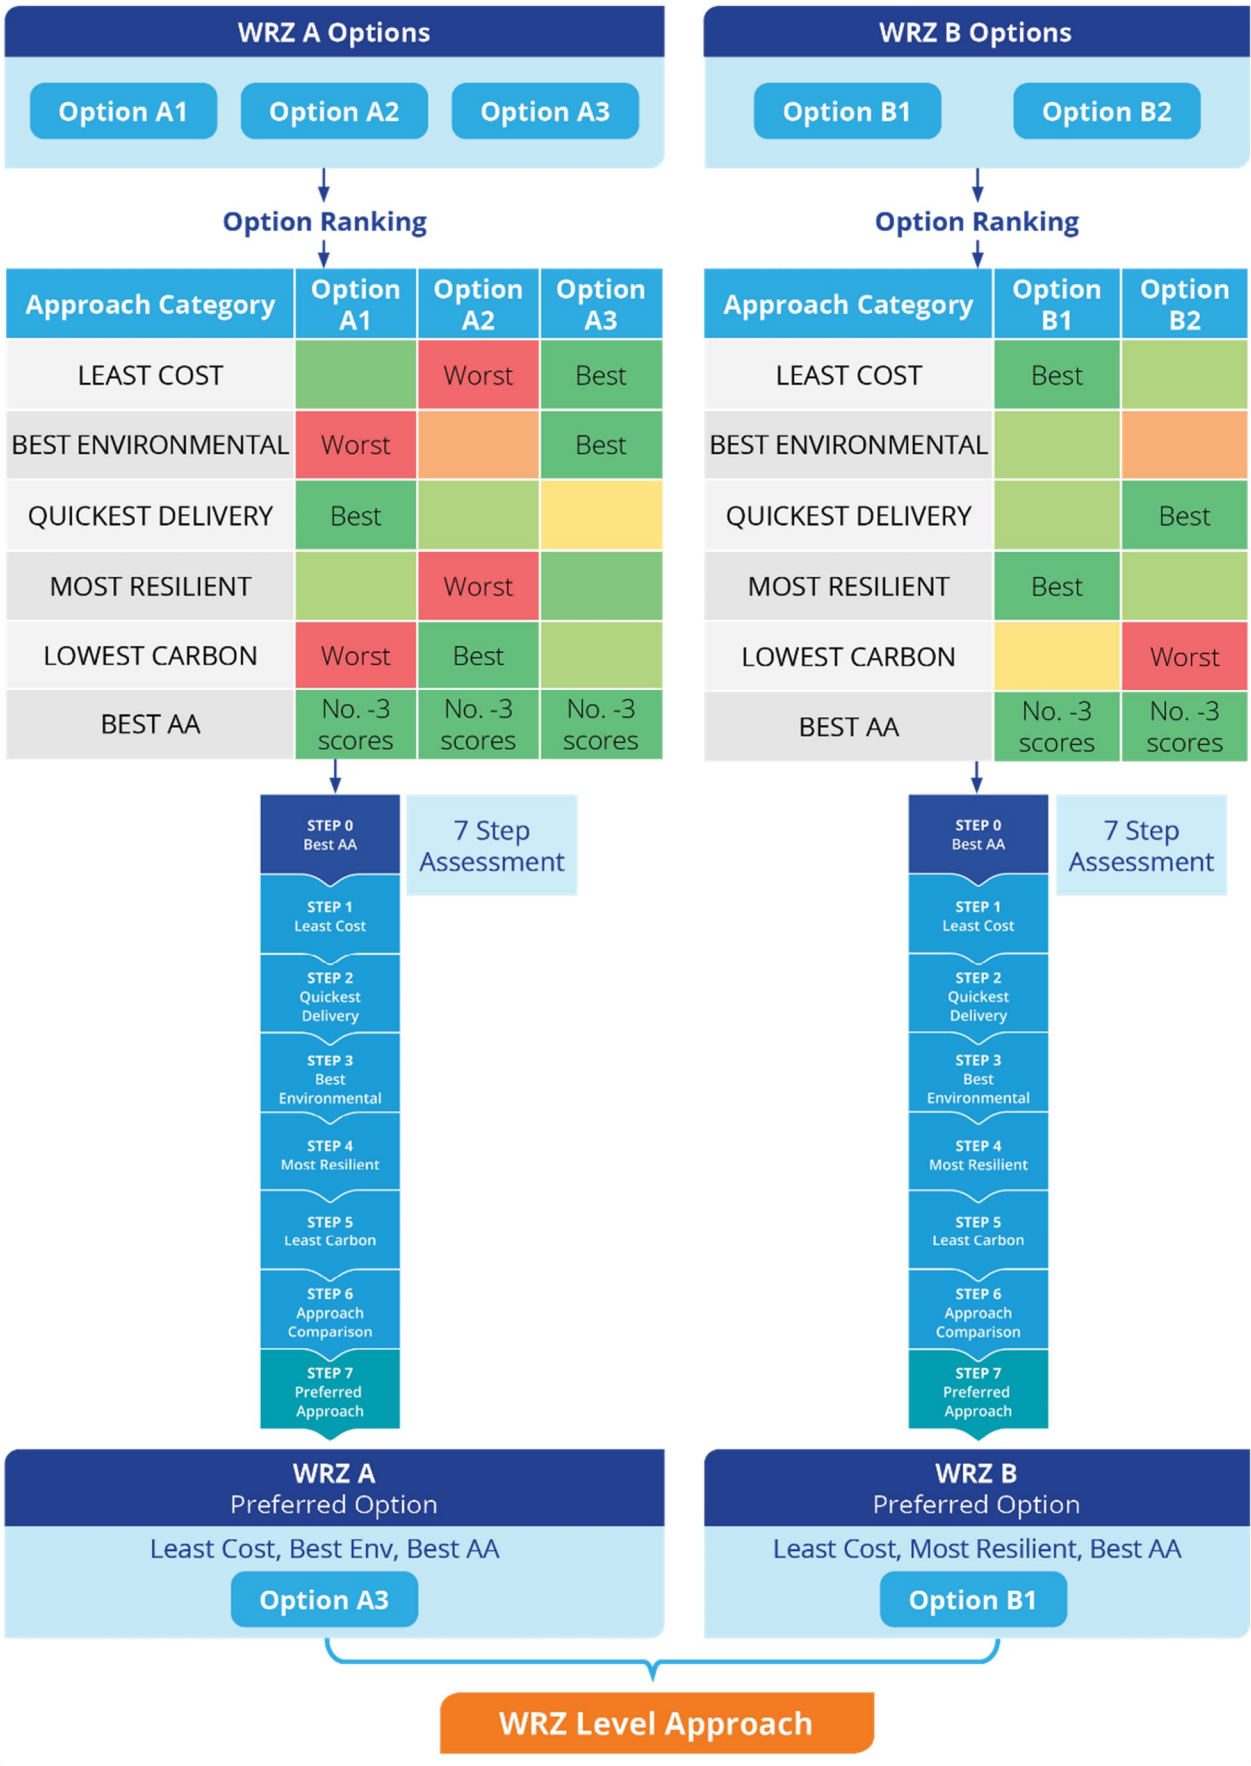 WRZ A Options
Option A1
Option A2
Option A3
Option Ranking
Approach Category
Option
A1
Option
A2
Option
A3
LEAST COST
Worst
Best
BEST ENVIRONMENTAL
Worst
Best
QUICKEST DELIVERY
Best
MOST RESILIENT
Worst
LOWEST CARBON
Worst
Best
BEST AA
No. -3
scores
No. -3
scores
No. -3
scores
STEP 0
Best AA
7 Step
Assessment
STEP 1
Least Cost
STEP 2
Quickest
Delivery
STEP 3
Best
Environmental
STEP 4
Most Resilient
STEP 5
Least Carbon
STEP 6
Approach
Comparison
STEP 7
Preferred
Approach
WRZ A
Preferred Option
Least Cost, Best Env, Best AA
Option A3
WRZ B Options
Option B1
Option B2
Option Ranking
Approach Category
Option
B1
Option
B2
LEAST COST
Best
BEST ENVIRONMENTAL
QUICKEST DELIVERY
Best
MOST RESILIENT
Best
LOWEST CARBON
Worst
BEST AA
No. -3
scores
No. -3
scores
STEP 0
Best AA
7 Step
Assessment
STEP 1
Least Cost
STEP 2
Quickest
Delivery
STEP 3
Best
Environmental
STEP 4
Most Resilient
STEP 5
Least Carbon
STEP 6
Approach
Comparison
STEP 7
Preferred
Approach
WRZ B
Preferred Option
Least Cost, Most Resilient, Best AA
Option B1
WRZ Level Approach